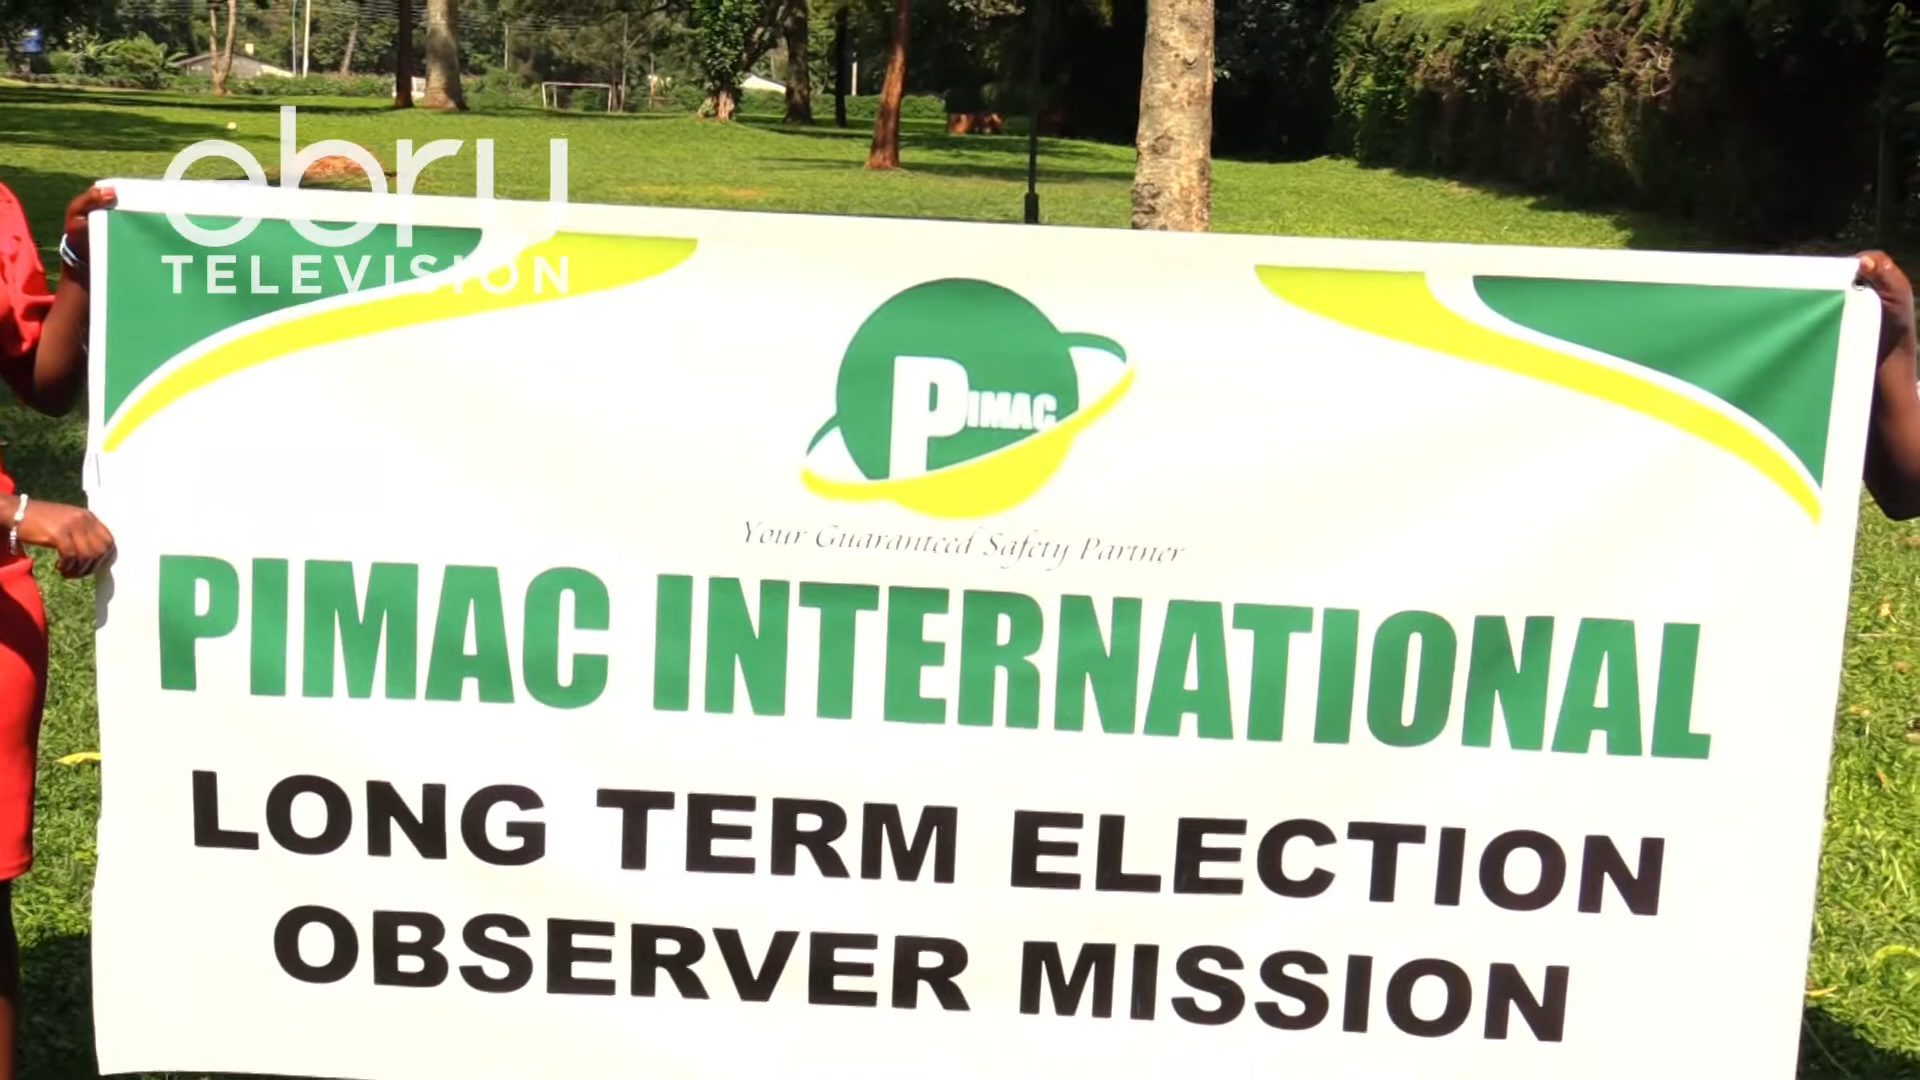 ebru
TELEVISION
PIMAC
Your Guaranteed Safety Partner
PIMAC INTERNATIONAL
LONG TERM ELECTION
OBSERVER MISSION